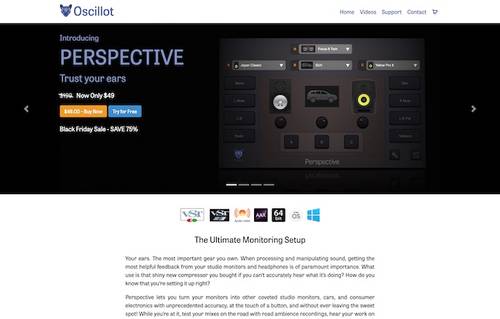 Oscillot
Home Videos Support Contact
Introducing
PERSPECTIVE
Trust your ears
$198 Now Only $49
$49.00 - Buy Now Try for Free
Black Friday Sale - SAVE 75%
Perspective
VST VST AAX 64 OS
The Ultimate Monitoring Setup
Your ears. The most important gear you own. When processing and manipulating sound, getting the
most helpful feedback from your studio monitors and headphones is of paramount importance. What
use is that shiny new compressor you bought if you can't accurately hear what it's doing? How do you
know that you're setting it up right?
Perspective lets you turn your monitors into other coveted studio monitors, cars, and consumer
electronics with unprecedented accuracy, at the touch of a button, and without ever leaving the sweet
spot! While you're at it, test your mixes on the road with road ambience recordings, hear your work on